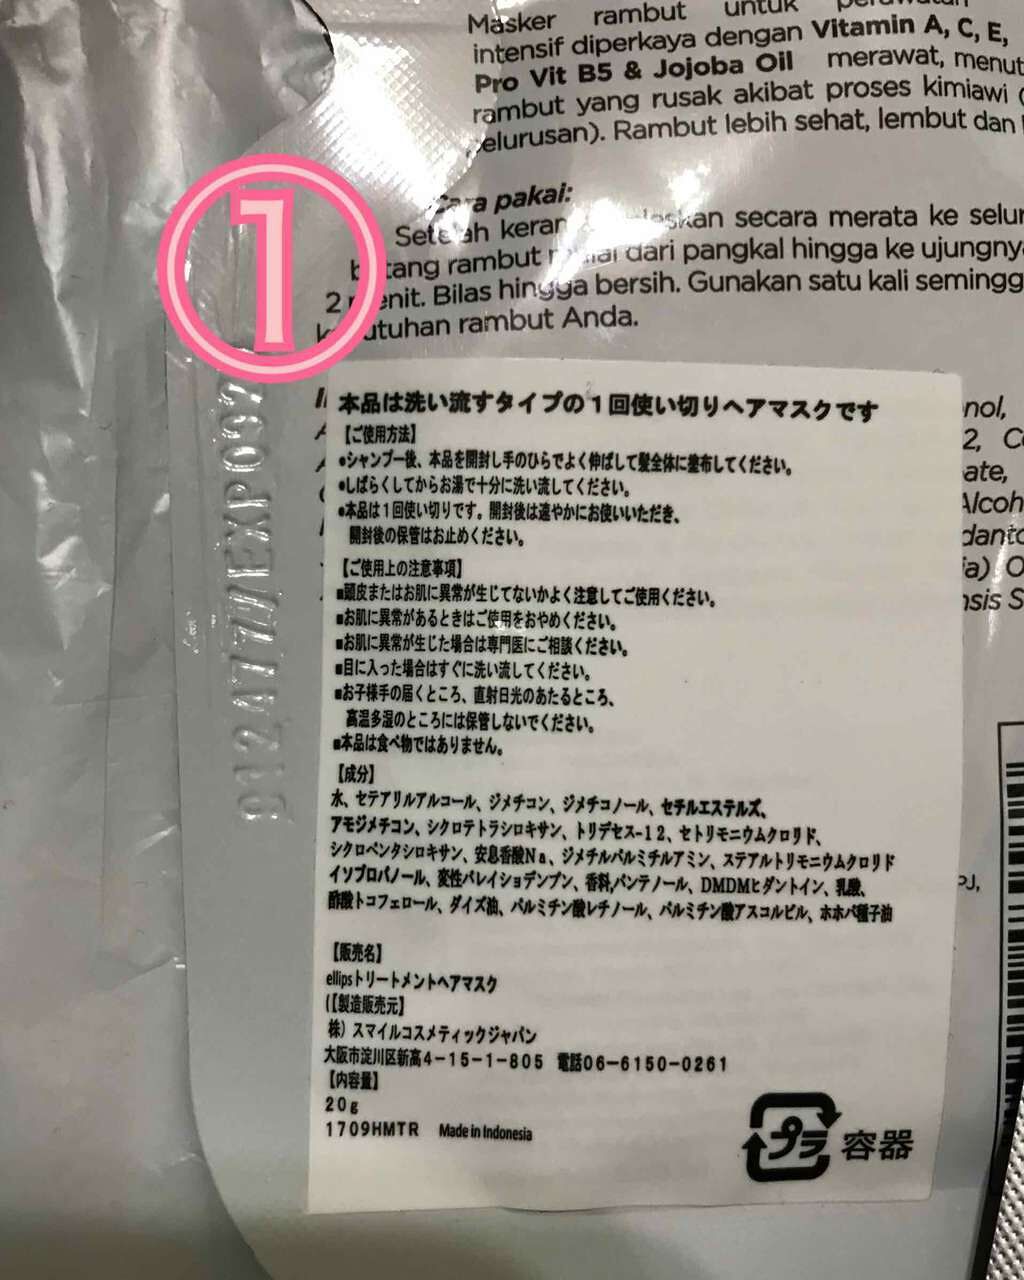 Masker rambut untuk
intensif diperkaya dengan Vitamin A, C, E,
Pro Vit B5 & Jojoba Oil merawat,
rambut yang rusak akibat proses kimiawi
Rambut lebih sehat, lembut dan
pakai:
secara merata ke
rambut dari pangkal hingga ke
2 Bilas hingga bersih. Gunakan satu kali
rambut Anda.
①
本品は洗い流すタイプの1回使い切りヘアマスクです
【ご使用方法】
●シャンプー後、本品を開封し手のひらでよく伸ばして髪全体に塗布してください。
●しばらくしてからお湯で十分に洗い流してください。
●本品は1回使い切りです。開封後は速やかにお使いいただき、
開封後の保管はお止めください。
【ご使用上の注意事項】
■頭皮またはお肌に異常が生じてないかよく注意してご使用ください。
■お肌に異常があるときはご使用をおやめください。
■お肌に異常が生じた場合は専門医にご相談ください。
■目に入った場合はすぐに洗い流してください。
■お子様手の届くところ、直射日光のあたるところ、
高温多湿のところには保管しないでください。
■本品は食べ物ではありません。
【成分】
水、セテアリルアルコール、ジメチコン、ジメチコノール、セチルエステルズ、
アモジメチコン、シクロテトラシロキサン、トリデセス-12、セトリモニウムクロリド、
シクロペンタシロキサン、安息香酸Na、ジメチルパルミチルアミン、ステアルトリモニウムクロリド
イソプロパノール、変性バレイショデンプン、香料,パンテノール、DMDMヒダントイン、乳酸、
酢酸トコフェロール、ダイズ油、パルミチン酸レチノール、パルミチン酸アスコルビル、ホホバ種子油
【販売名】
ellipsトリートメントヘアマスク
(【製造販売元】
株）スマイルコスメティックジャパン
大阪市淀川区新高4-15-1-805 電話06-6150-0261
【内容量】
20g
1709HMTR Made in Indonesia
プラ 容器